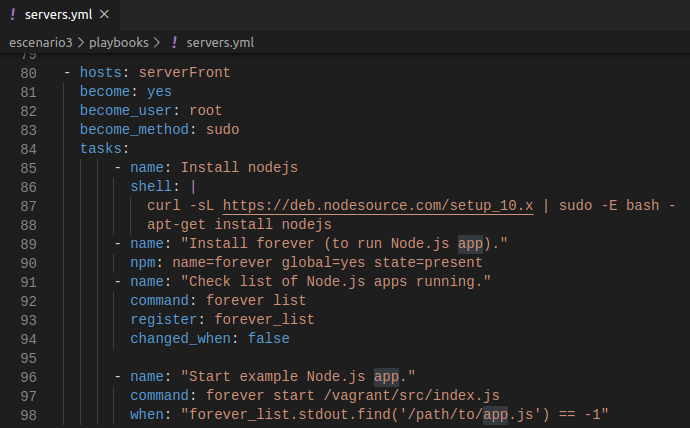 ! servers.yml ×
escenario3 > playbooks > ! servers.yml
79
80 - hosts: serverFront
81 become: yes
82 become_user: root
83 become_method: sudo
84 tasks:
85 - name: Install nodejs
86 shell: |
87 curl -sL https://deb.nodesource.com/setup_10.x | sudo -E bash -
88 apt-get install nodejs
89 - name: "Install forever (to run Node.js app)."
90 npm: name=forever global=yes state=present
91 - name: "Check list of Node.js apps running."
92 command: forever list
93 register: forever_list
94 changed_when: false
95
96 - name: "Start example Node.js app."
97 command: forever start /vagrant/src/index.js
98 when: "forever_list.stdout.find('/path/to/app.js') == -1"